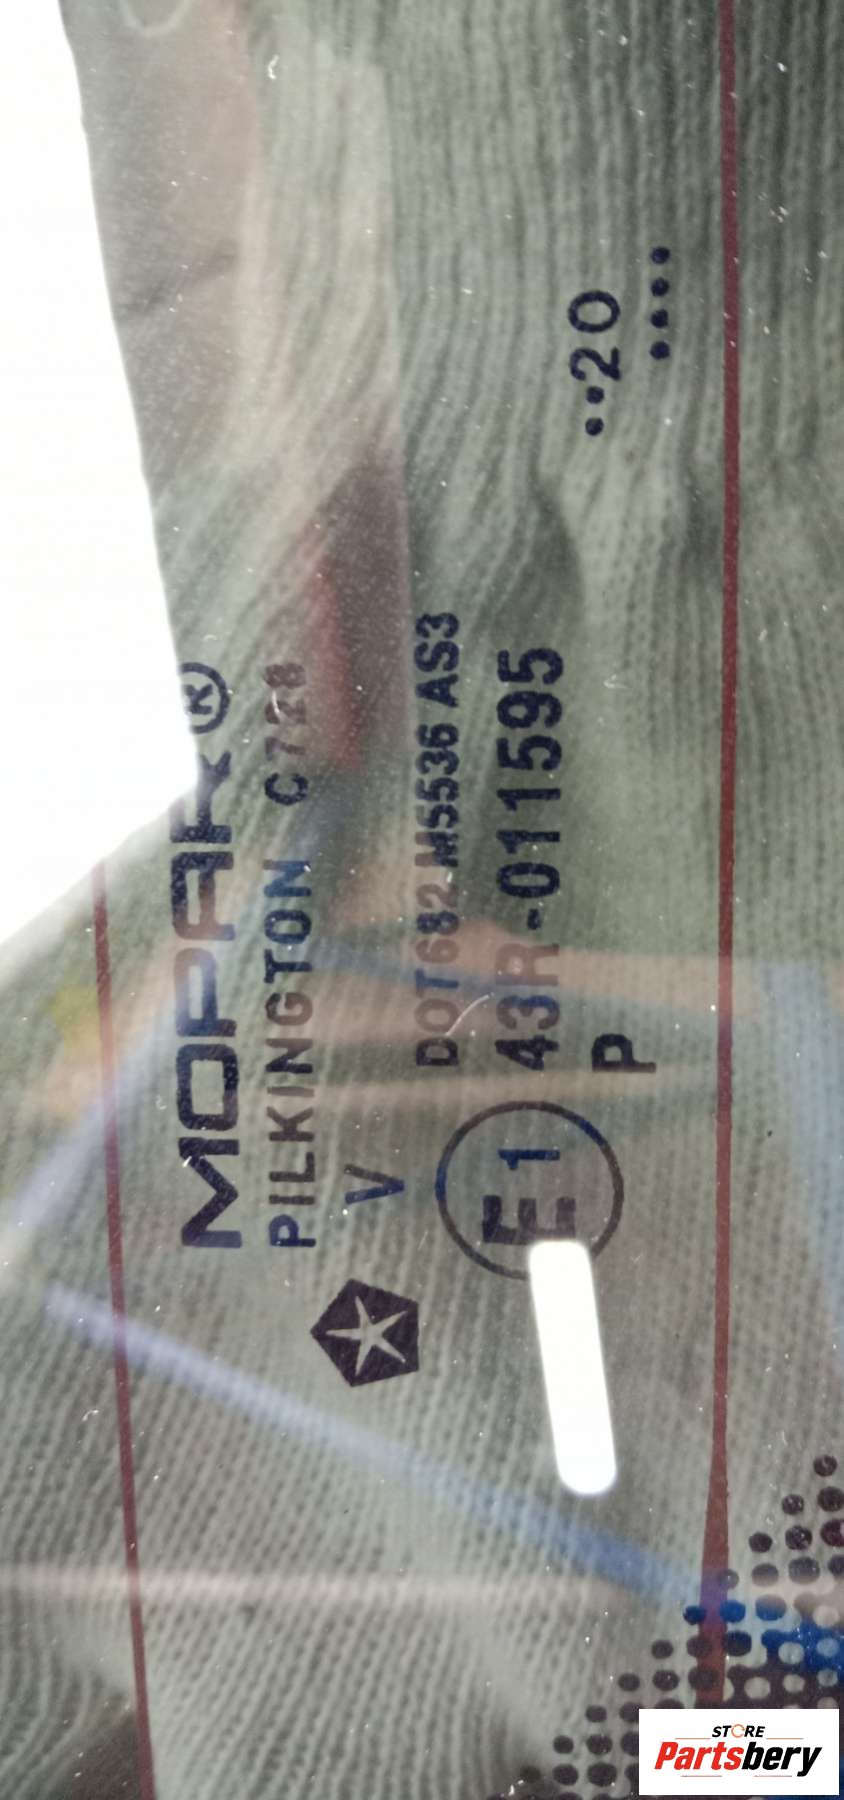 MOPAR®
PILKINGTON C728
V
DOT682 M5536 AS3
E1 43R-011595
P
••20
••••
STORE
Partsbery